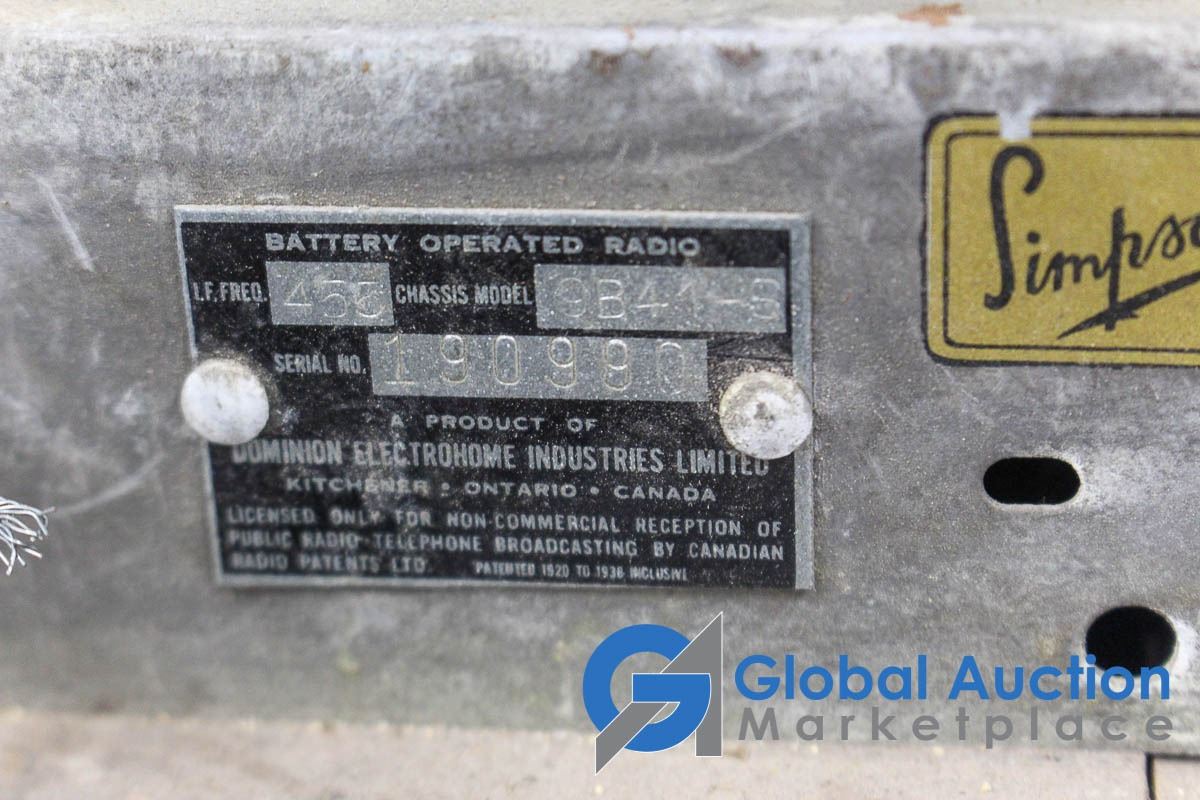 BATTERY OPERATED RADIO
I.F. FREQ. 455 CHASSIS MODEL
SERIAL NO. 190990
A PRODUCT OF
DOMINION ELECTROHOME INDUSTRIES LIMITED
KITCHENER • ONTARIO • CANADA
LICENSED ONLY FOR NON-COMMERCIAL RECEPTION OF
PUBLIC RADIO-TELEPHONE BROADCASTING BY CANADIAN
RADIO PATENTS LTD. PATENTED 1920 TO 1936 INCLUSIVE
Simpso
GA Global Auction
Marketplace